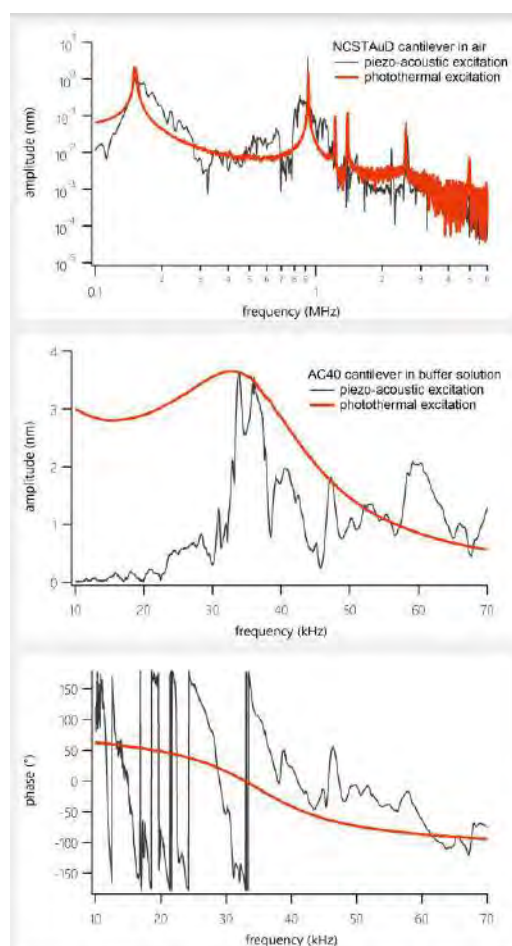 10¹
NCSTAuD cantilever in air
piezo-acoustic excitation
10⁰
photothermal excitation
10⁻¹
amplitude (nm)
10⁻²
10⁻³
10⁻⁴
10⁻⁵
2 3 4 5 6 7 8 9 2 3 4 5 6
0.1 1
frequency (MHz)
4
AC40 cantilever in buffer solution
piezo-acoustic excitation
photothermal excitation
3
amplitude (nm)
2
1
0
10 20 30 40 50 60 70
frequency (kHz)
150
100
50
phase (°)
0
-50
-100
-150
10 20 30 40 50 60 70
frequency (kHz)